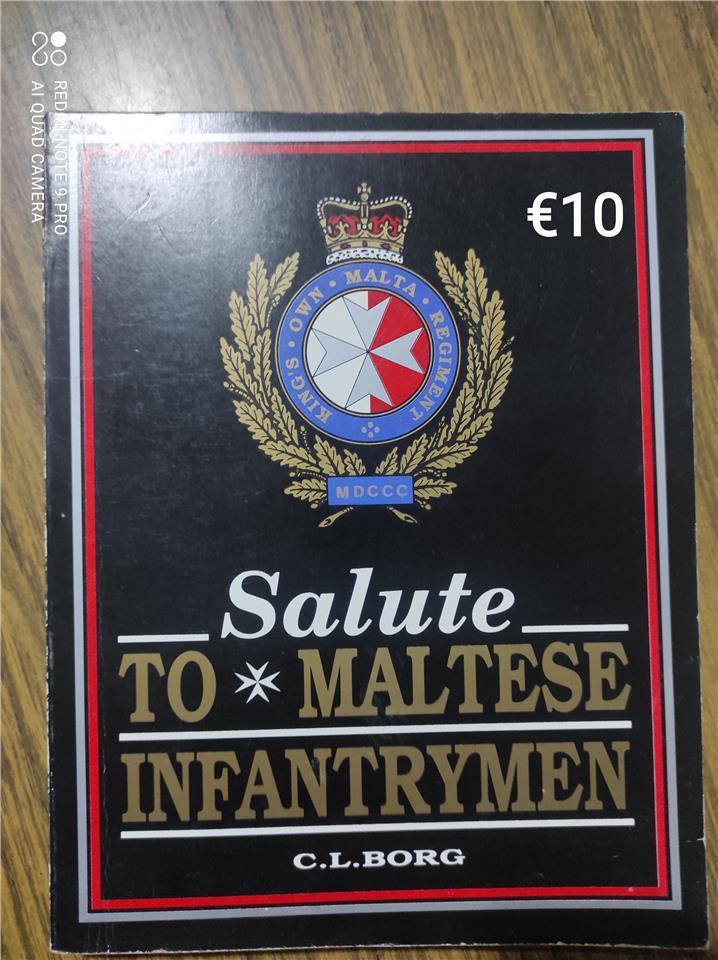 REDMI NOTE 9 PRO
AI QUAD CAMERA
€10
KING'S • OWN • MALTA • REGIMENT
MDCCC
Salute
TO MALTESE
INFANTRYMEN
C.L.BORG